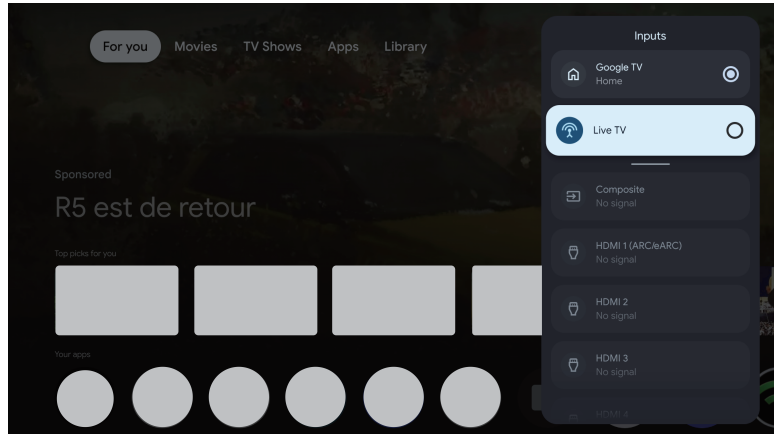 For you
Movies
TV Shows
Apps
Library
Sponsored
R5 est de retour
Top picks for you
Your apps
Inputs
Google TV
Home
Live TV
Composite
No signal
HDMI 1 (ARC/eARC)
No signal
HDMI 2
No signal
HDMI 3
No signal
HDMI 4